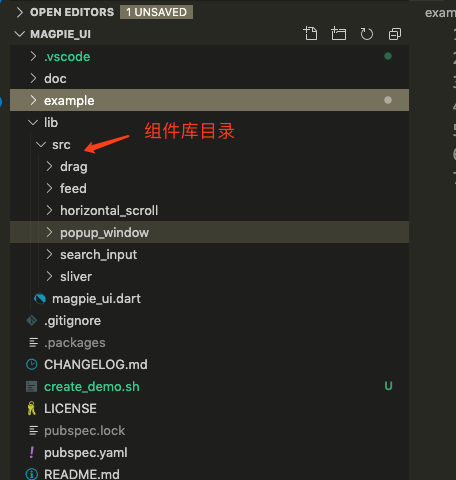 OPEN EDITORS 1 UNSAVED
MAGPIE_UI
.vscode
doc
example
lib
src
组件库目录
drag
feed
horizontal_scroll
popup_window
search_input
sliver
magpie_ui.dart
.gitignore
.packages
CHANGELOG.md
create_demo.sh U
LICENSE
pubspec.lock
pubspec.yaml
README.md
exam